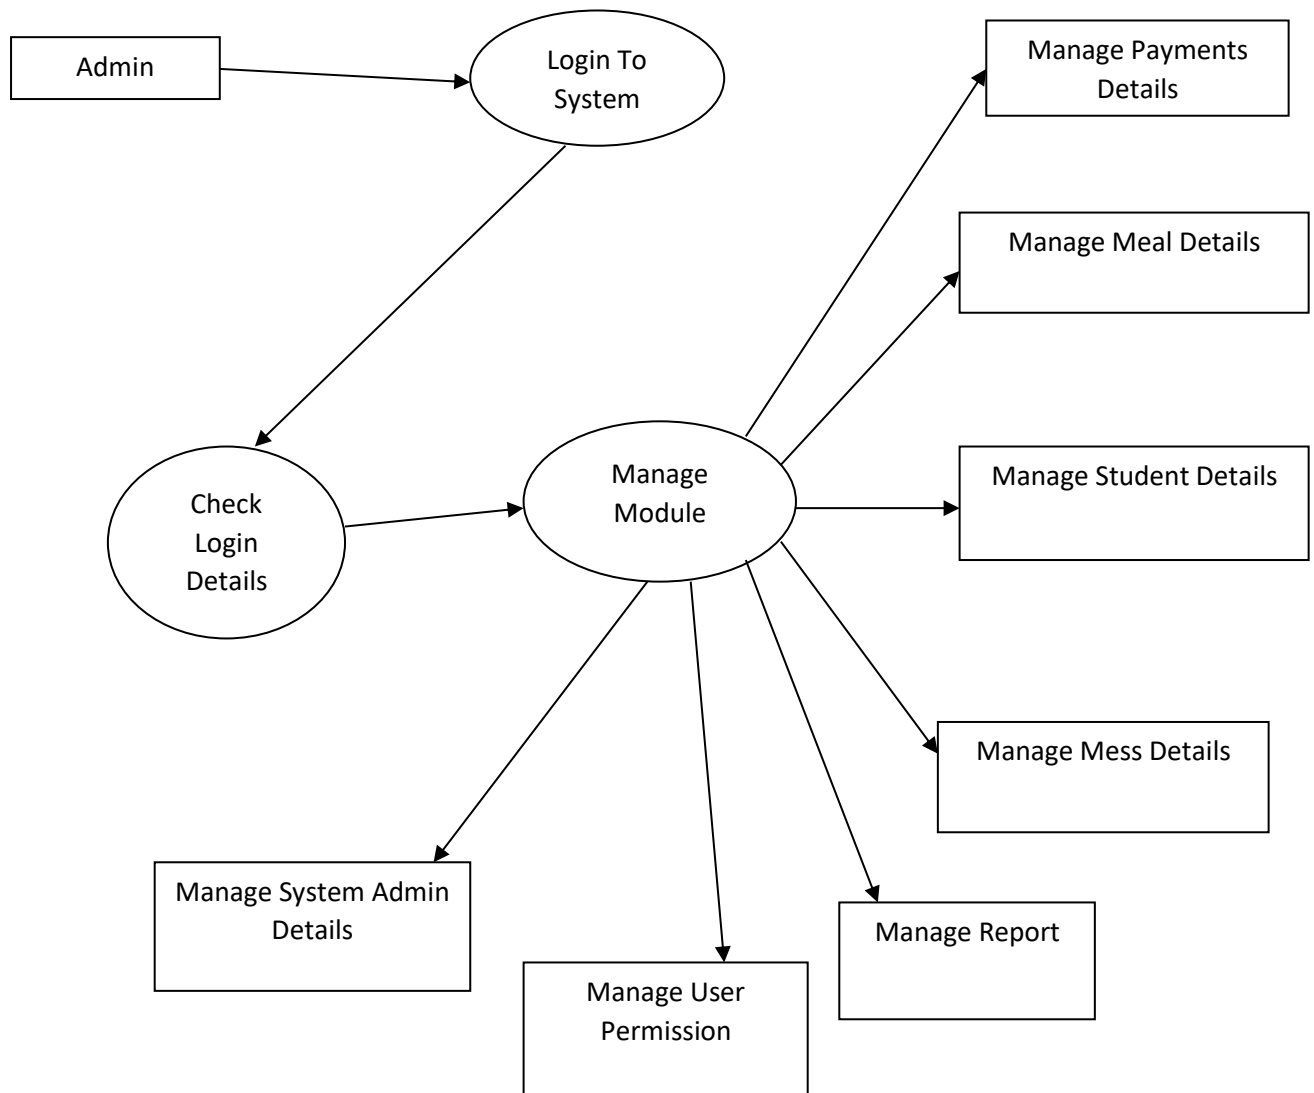 Admin
Login To
System
Manage Payments
Details
Manage Meal Details
Manage Student Details
Manage
Module
Check
Login
Details
Manage Mess Details
Manage System Admin
Details
Manage Report
Manage User
Permission